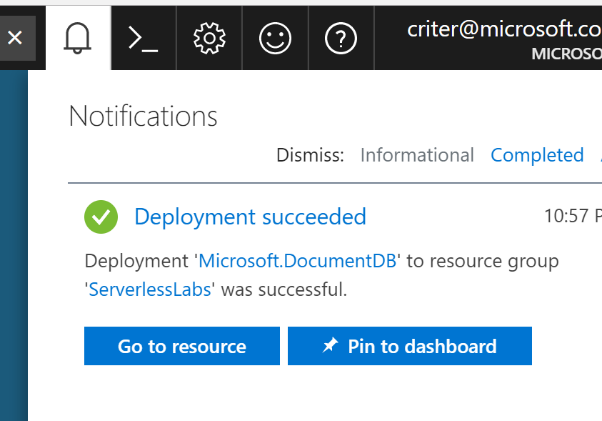 criter@microsoft.co
MICROSO
Notifications
Dismiss: Informational Completed
Deployment succeeded 10:57 P
Deployment 'Microsoft.DocumentDB' to resource group
'ServerlessLabs' was successful.
Go to resource Pin to dashboard